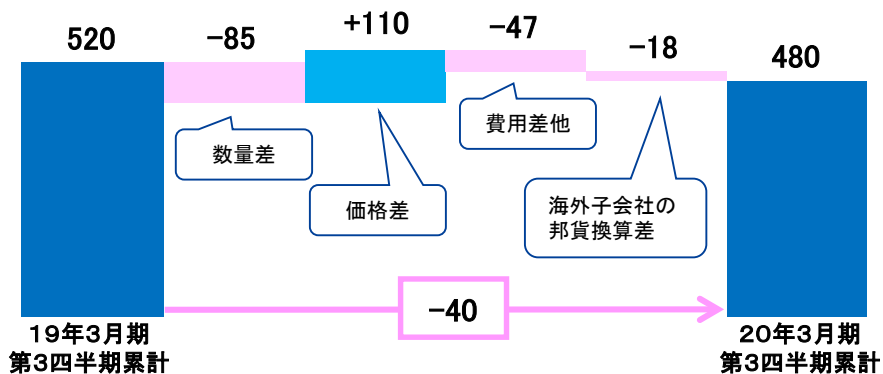 520
−85
+110
−47
−18
480
数量差
価格差
費用差他
海外子会社の
邦貨換算差
−40
19年3月期
第3四半期累計
20年3月期
第3四半期累計